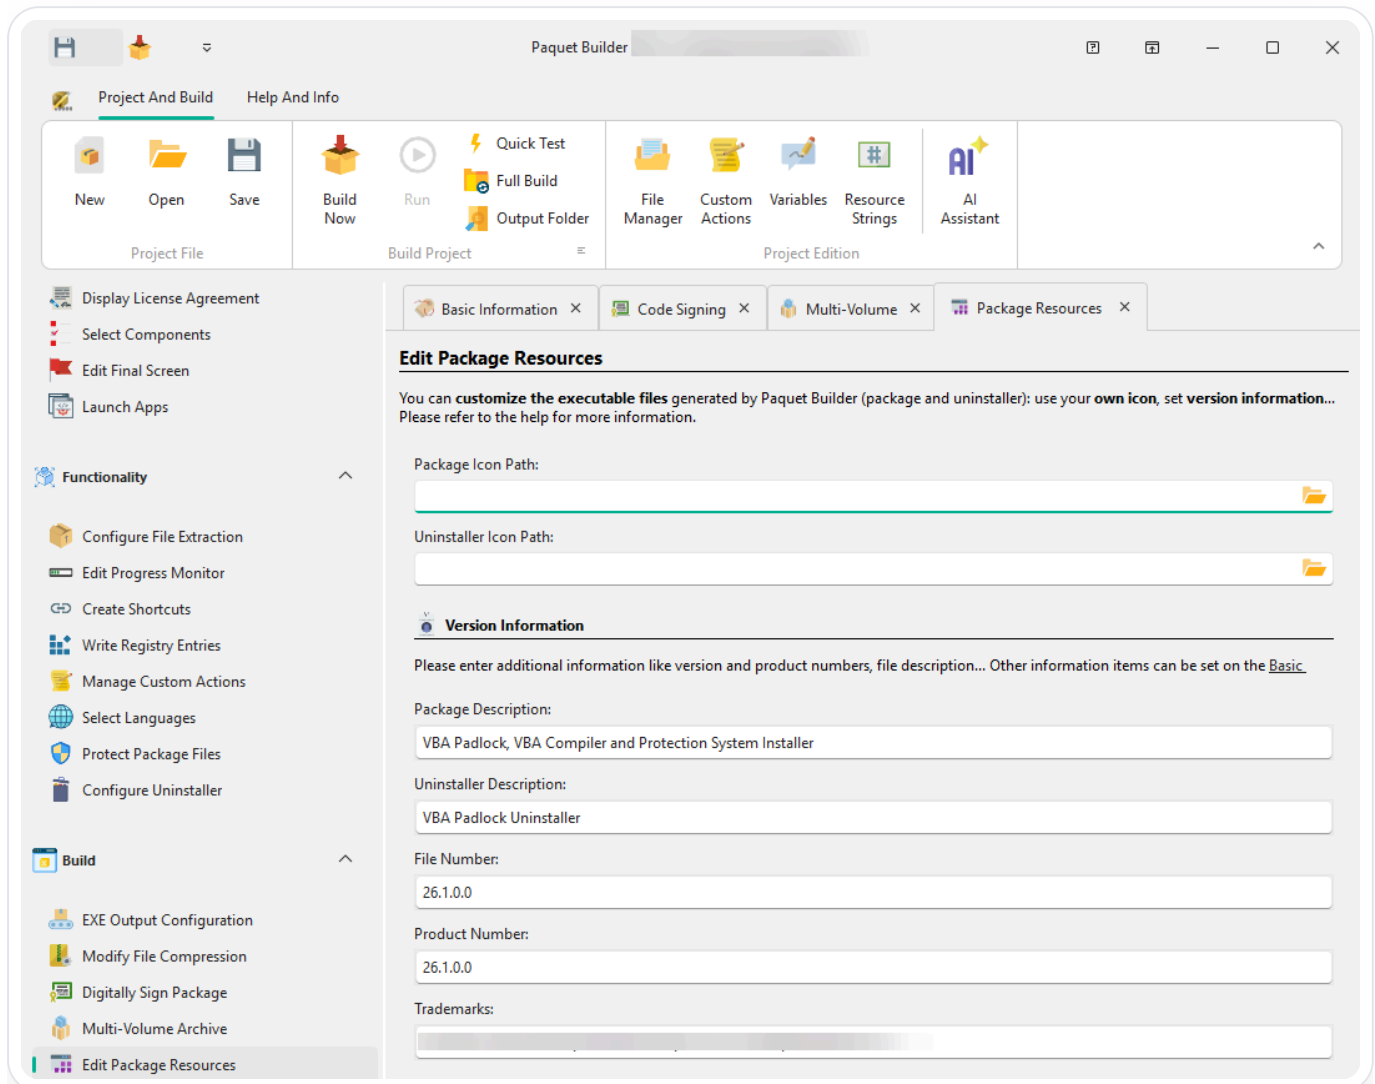 Paquet Builder
Project And Build
Help And Info
New
Open
Save
Project File
Build Now
Run
Quick Test
Full Build
Output Folder
Build Project
File Manager
Custom Actions
Variables
Resource Strings
AI
AI Assistant
Project Edition
Display License Agreement
Select Components
Edit Final Screen
Launch Apps
Functionality
Configure File Extraction
Edit Progress Monitor
Create Shortcuts
Write Registry Entries
Manage Custom Actions
Select Languages
Protect Package Files
Configure Uninstaller
Build
EXE Output Configuration
Modify File Compression
Digitally Sign Package
Multi-Volume Archive
Edit Package Resources
Basic Information
Code Signing
Multi-Volume
Package Resources
Edit Package Resources
You can customize the executable files generated by Paquet Builder (package and uninstaller): use your own icon, set version information...
Please refer to the help for more information.
Package Icon Path:
Uninstaller Icon Path:
Version Information
Please enter additional information like version and product numbers, file description... Other information items can be set on the Basic
Package Description:
VBA Padlock, VBA Compiler and Protection System Installer
Uninstaller Description:
VBA Padlock Uninstaller
File Number:
26.1.0.0
Product Number:
26.1.0.0
Trademarks: